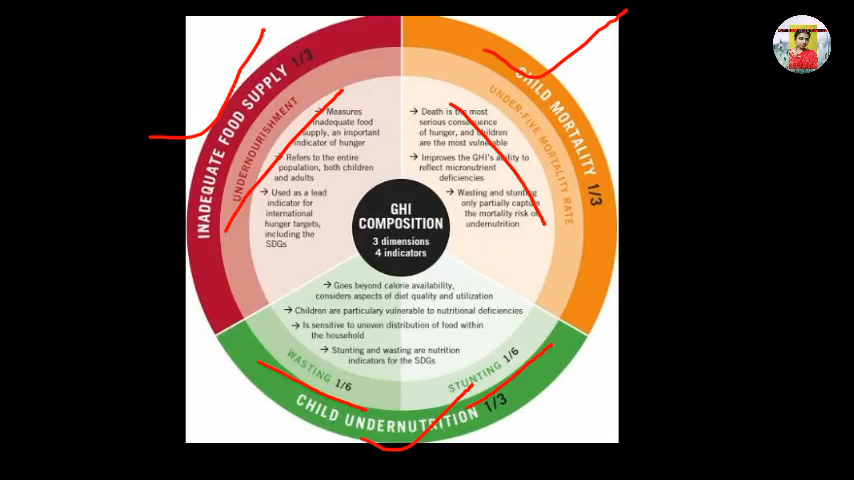 INADEQUATE FOOD SUPPLY 1/3
UNDERNOURISHMENT
→ Measures
inadequate food
supply, an important
indicator of hunger
→ Refers to the entire
population, both children
and adults
→ Used as a lead
indicator for
international
hunger targets,
including the
SDGs
CHILD MORTALITY 1/3
UNDER-FIVE MORTALITY RATE
→ Death is the most
serious consequence
of hunger, and children
are the most vulnerable
→ Improves the GHI's ability to
reflect micronutrient
deficiencies
→ Wasting and stunting
only partially capture
the mortality risk of
undernutrition
GHI
COMPOSITION
3 dimensions
4 indicators
→ Goes beyond calorie availability,
considers aspects of diet quality and utilization
→ Children are particulary vulnerable to nutritional deficiencies
→ Is sensitive to uneven distribution of food within
the household
→ Stunting and wasting are nutrition
indicators for the SDGs
WASTING 1/6
STUNTING 1/6
CHILD UNDERNUTRITION 1/3